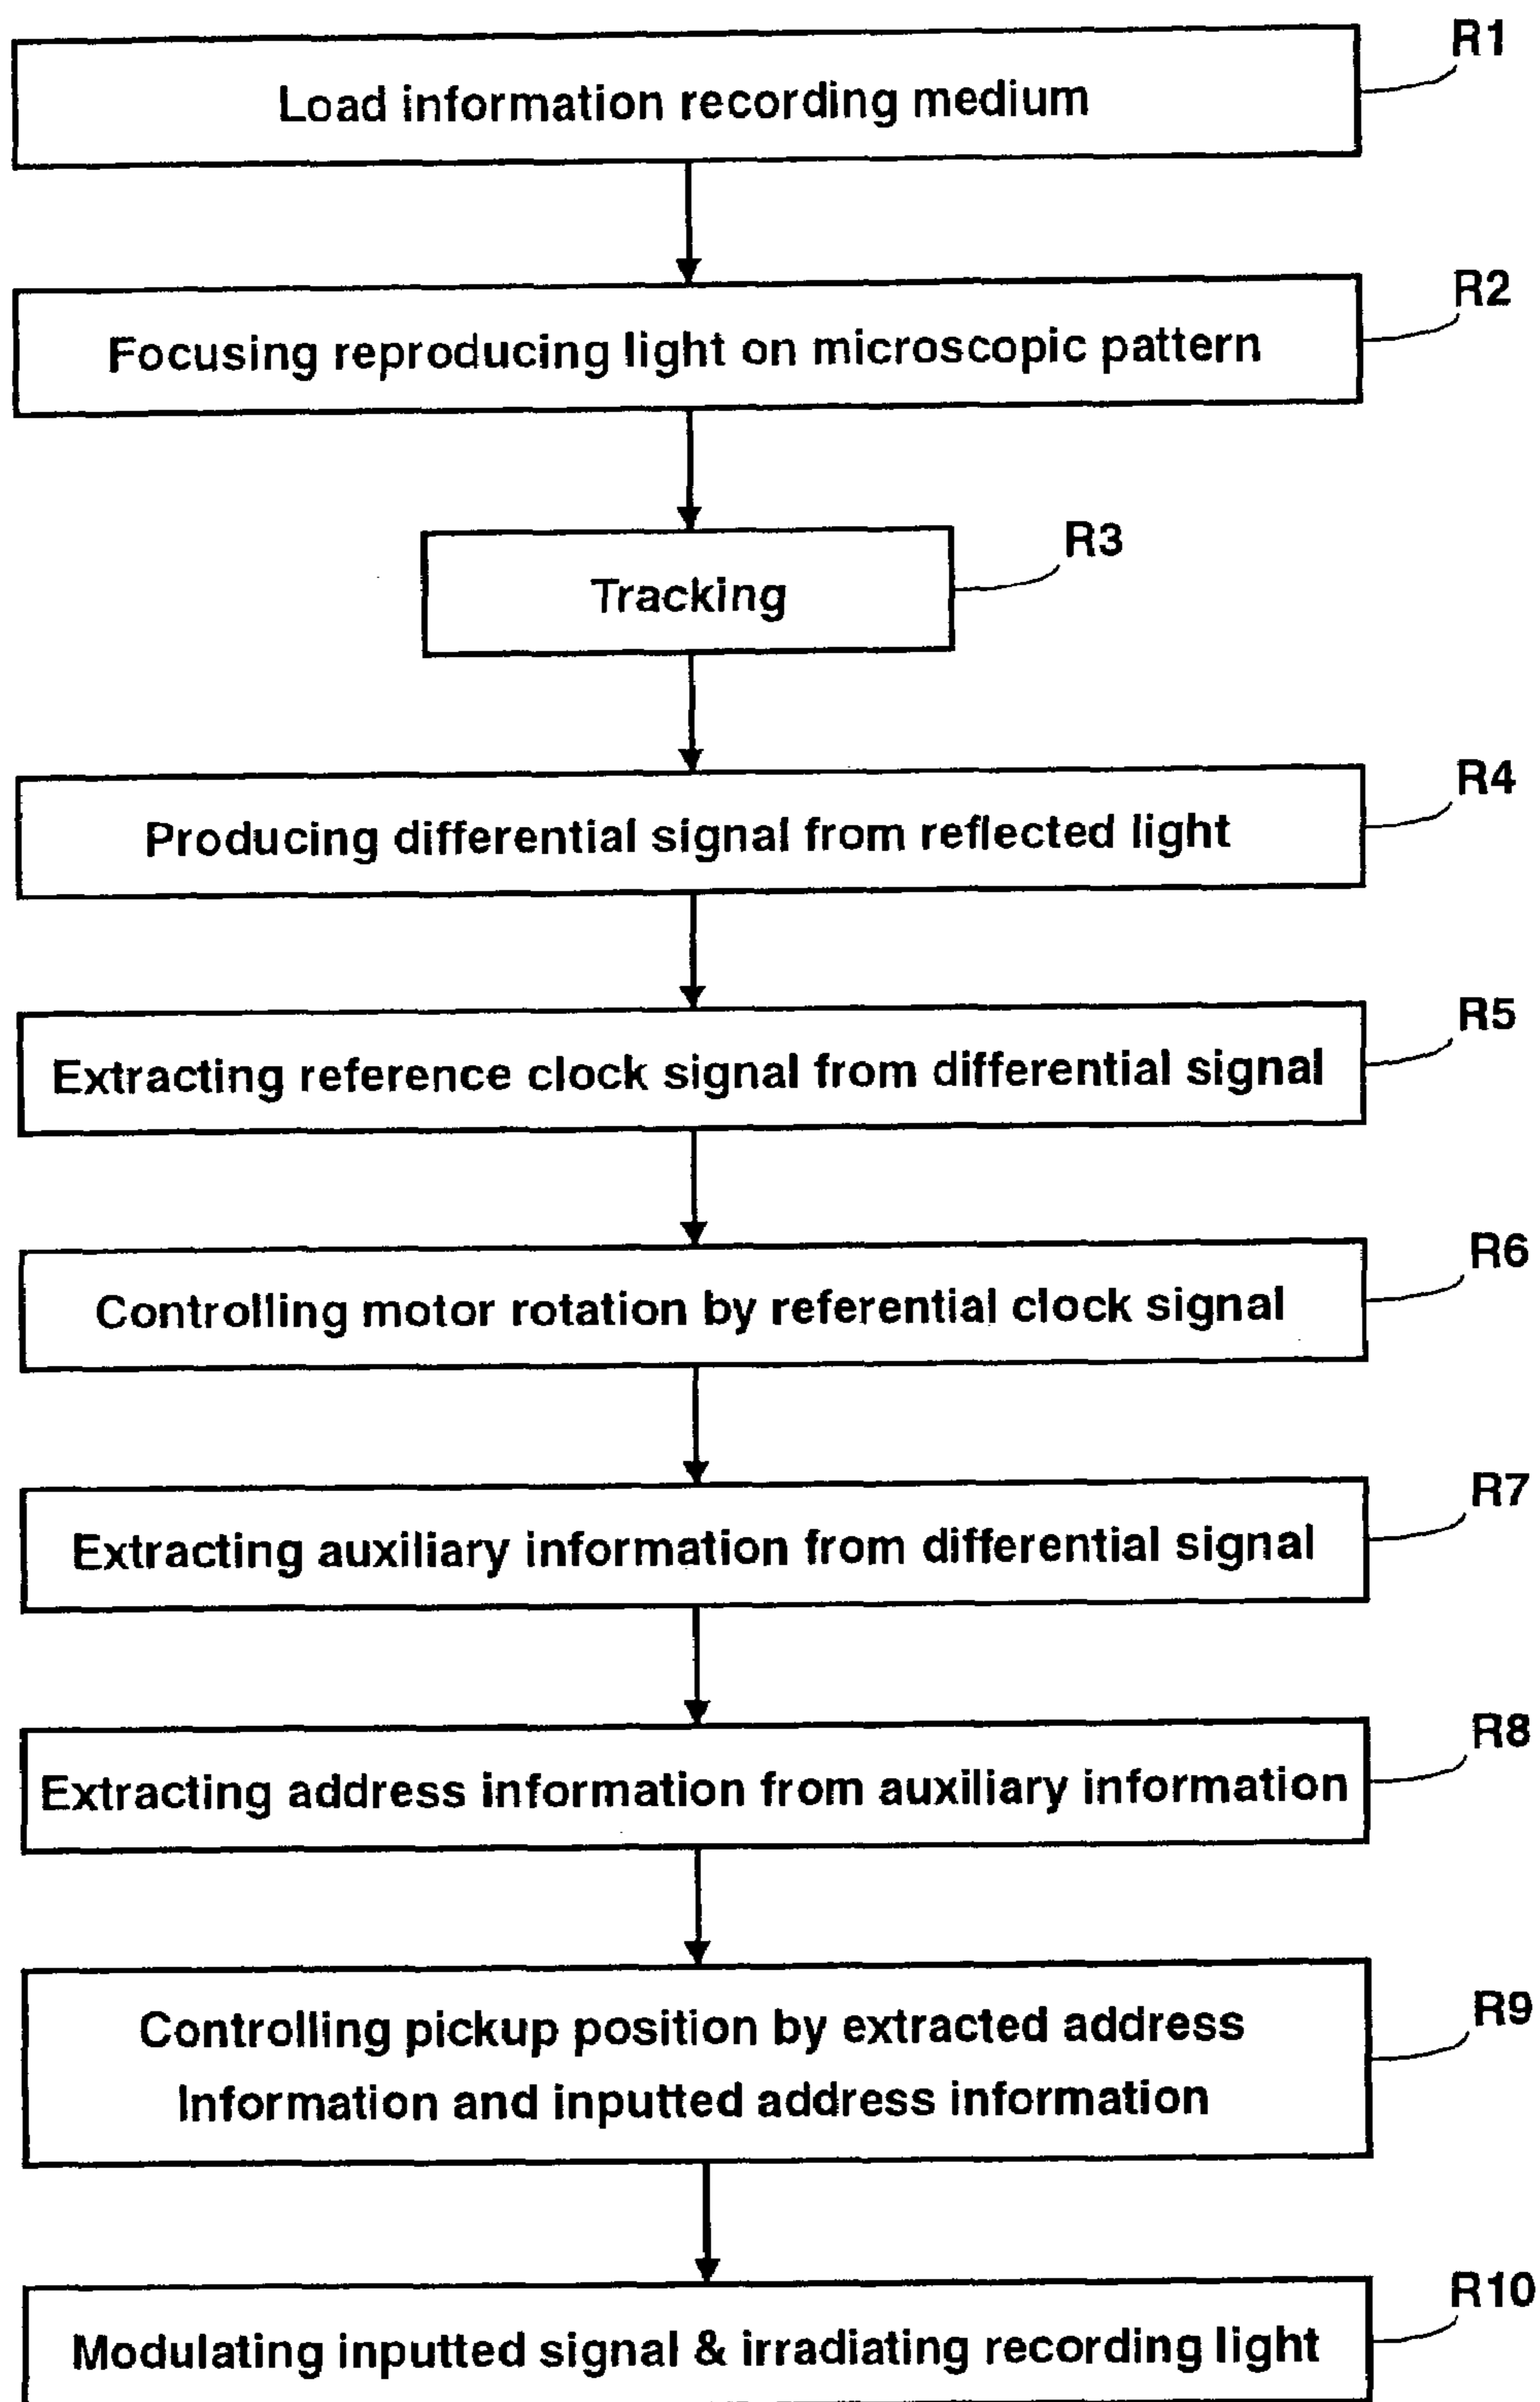 R1
Load information recording medium
R2
Focusing reproducing light on microscopic pattern
R3
Tracking
R4
Producing differential signal from reflected light
R5
Extracting reference clock signal from differential signal
R6
Controlling motor rotation by referential clock signal
R7
Extracting auxiliary information from differential signal
R8
Extracting address information from auxiliary information
R9
Controlling pickup position by extracted address
Information and inputted address information
R10
Modulating inputted signal & irradiating recording light